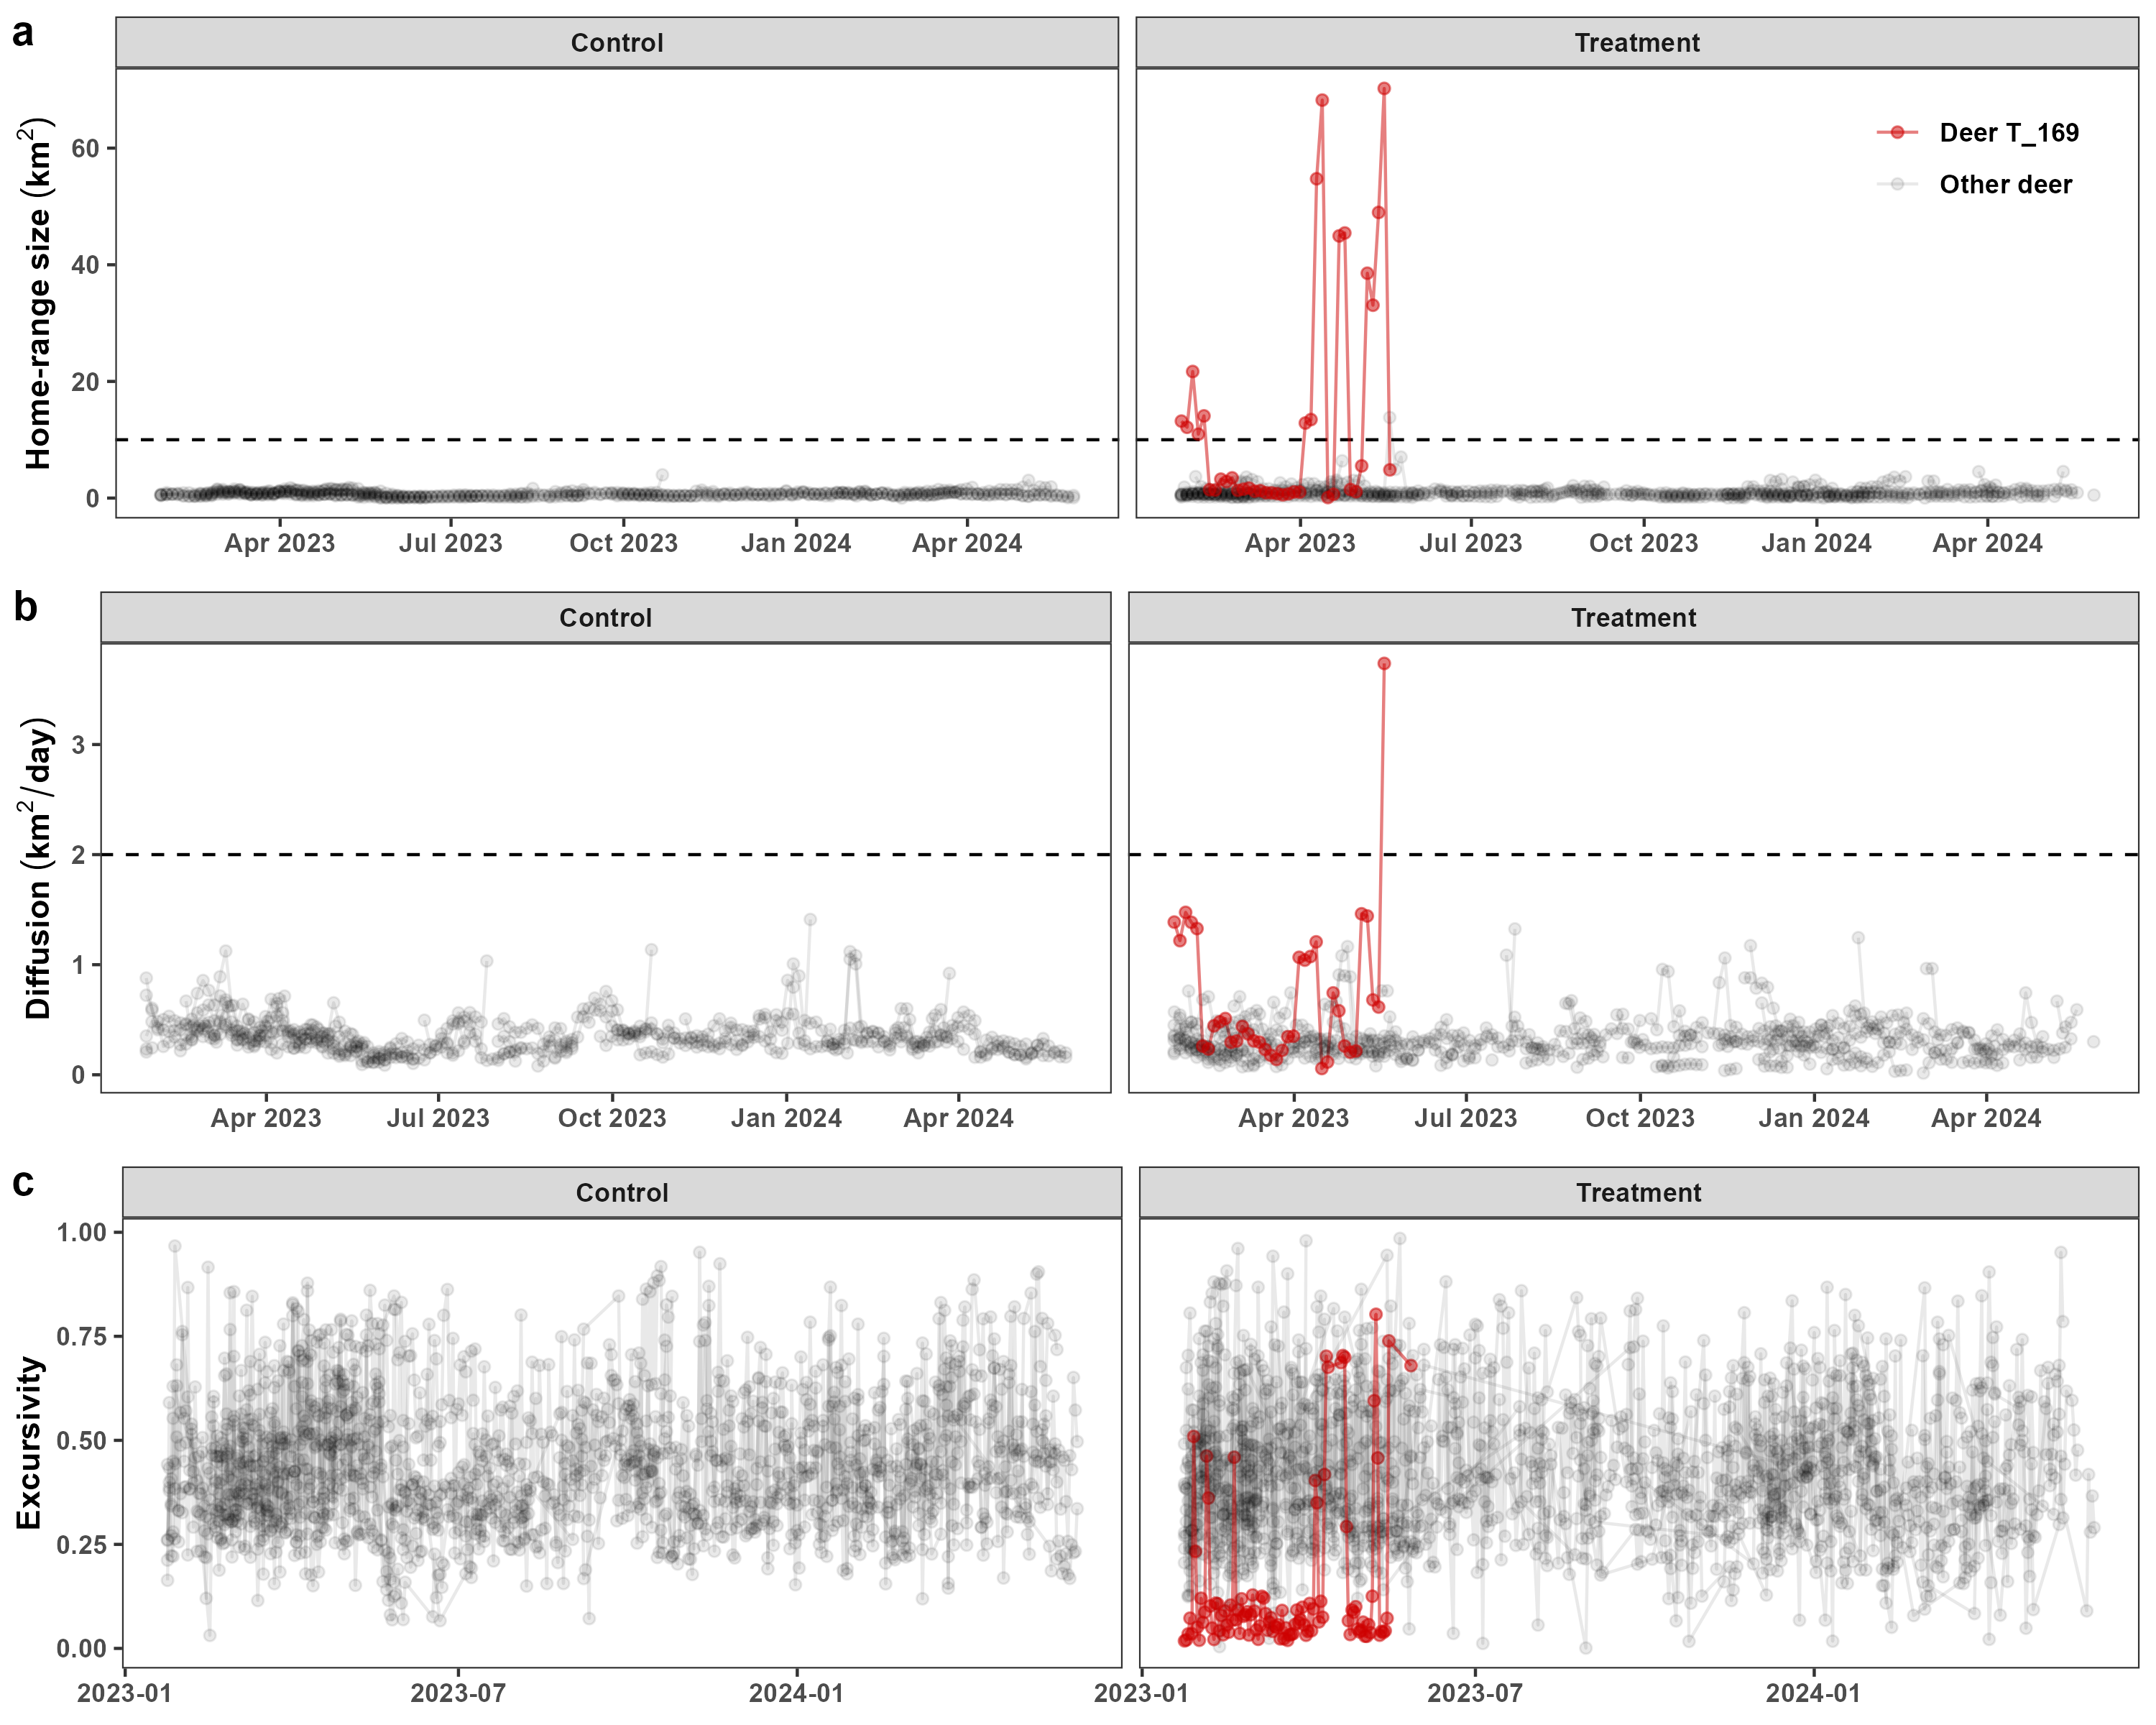 a
Control
Treatment
Home-range size (km²)
60
40
20
0
Deer T_169
Other deer
Apr 2023
Jul 2023
Oct 2023
Jan 2024
Apr 2024
Apr 2023
Jul 2023
Oct 2023
Jan 2024
Apr 2024
b
Control
Treatment
Diffusion (km²/day)
3
2
1
0
Apr 2023
Jul 2023
Oct 2023
Jan 2024
Apr 2024
Apr 2023
Jul 2023
Oct 2023
Jan 2024
Apr 2024
c
Control
Treatment
Excursivity
1.00
0.75
0.50
0.25
0.00
2023-01
2023-07
2024-01
2023-01
2023-07
2024-01